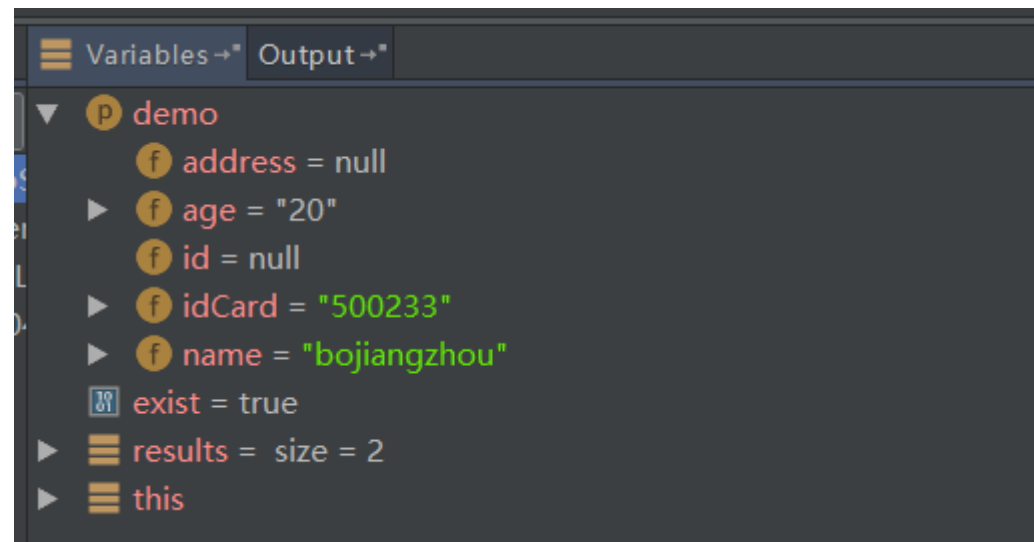 Variables Output
demo
address = null
age = "20"
id = null
idCard = "500233"
name = "bojiangzhou"
exist = true
results = size = 2
this